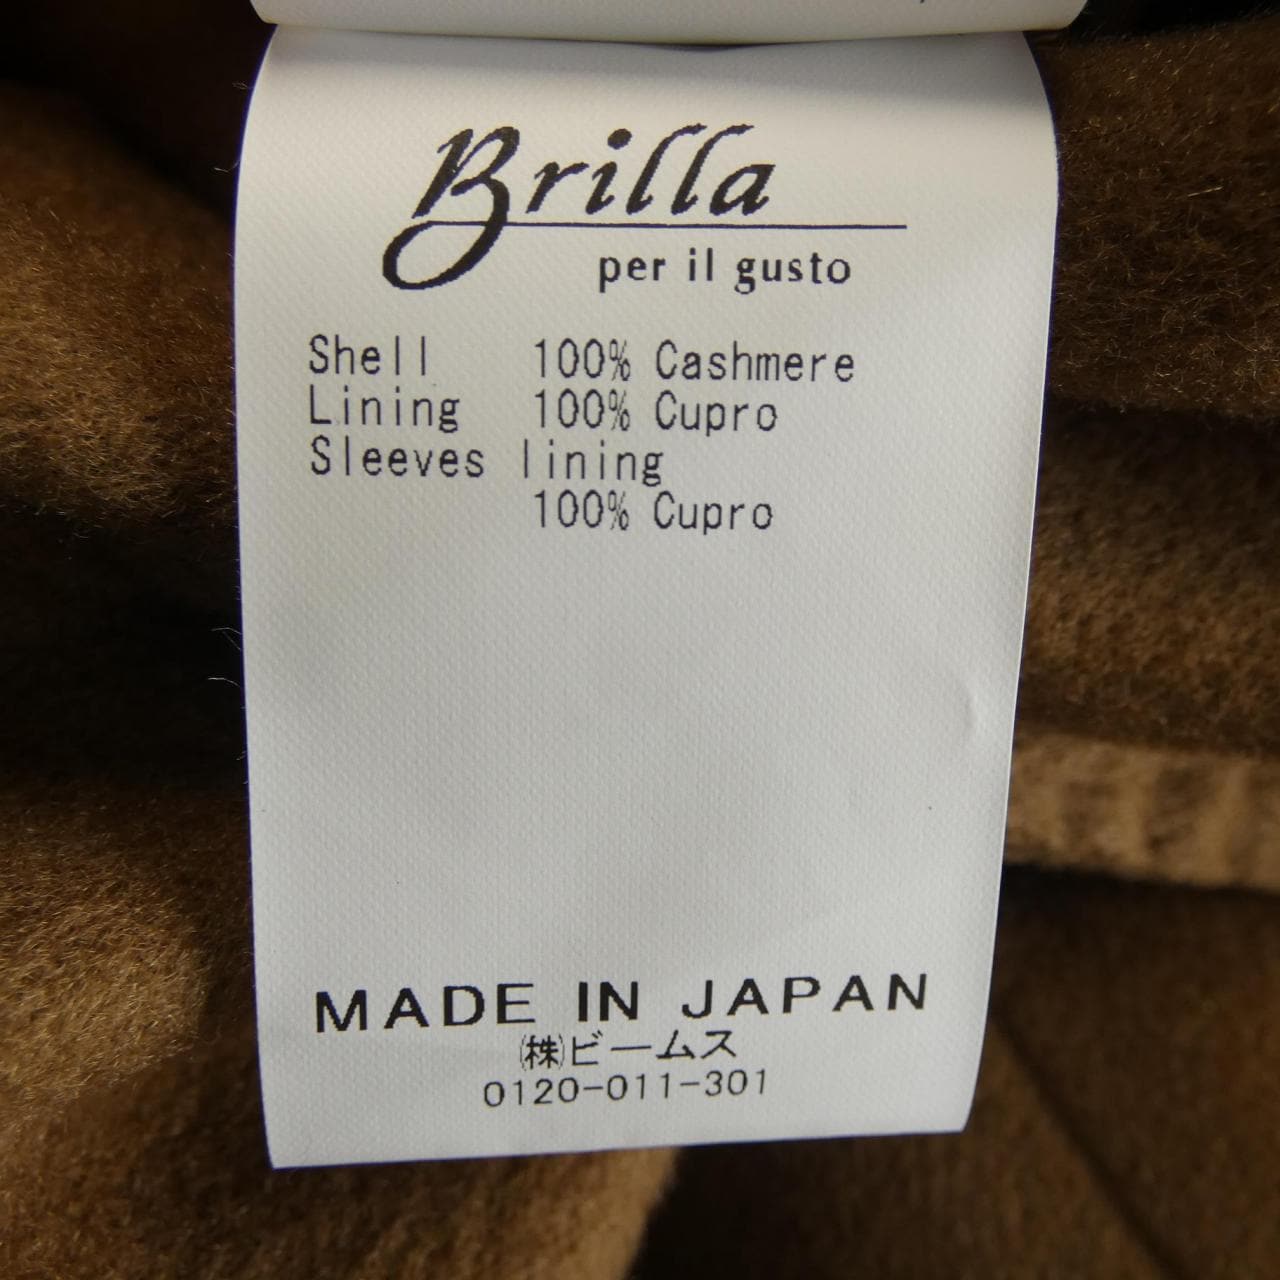 Brilla
per il gusto
Shell 100% Cashmere
Lining 100% Cupro
Sleeves lining
100% Cupro
MADE IN JAPAN
㈱ビームス
0120-011-301